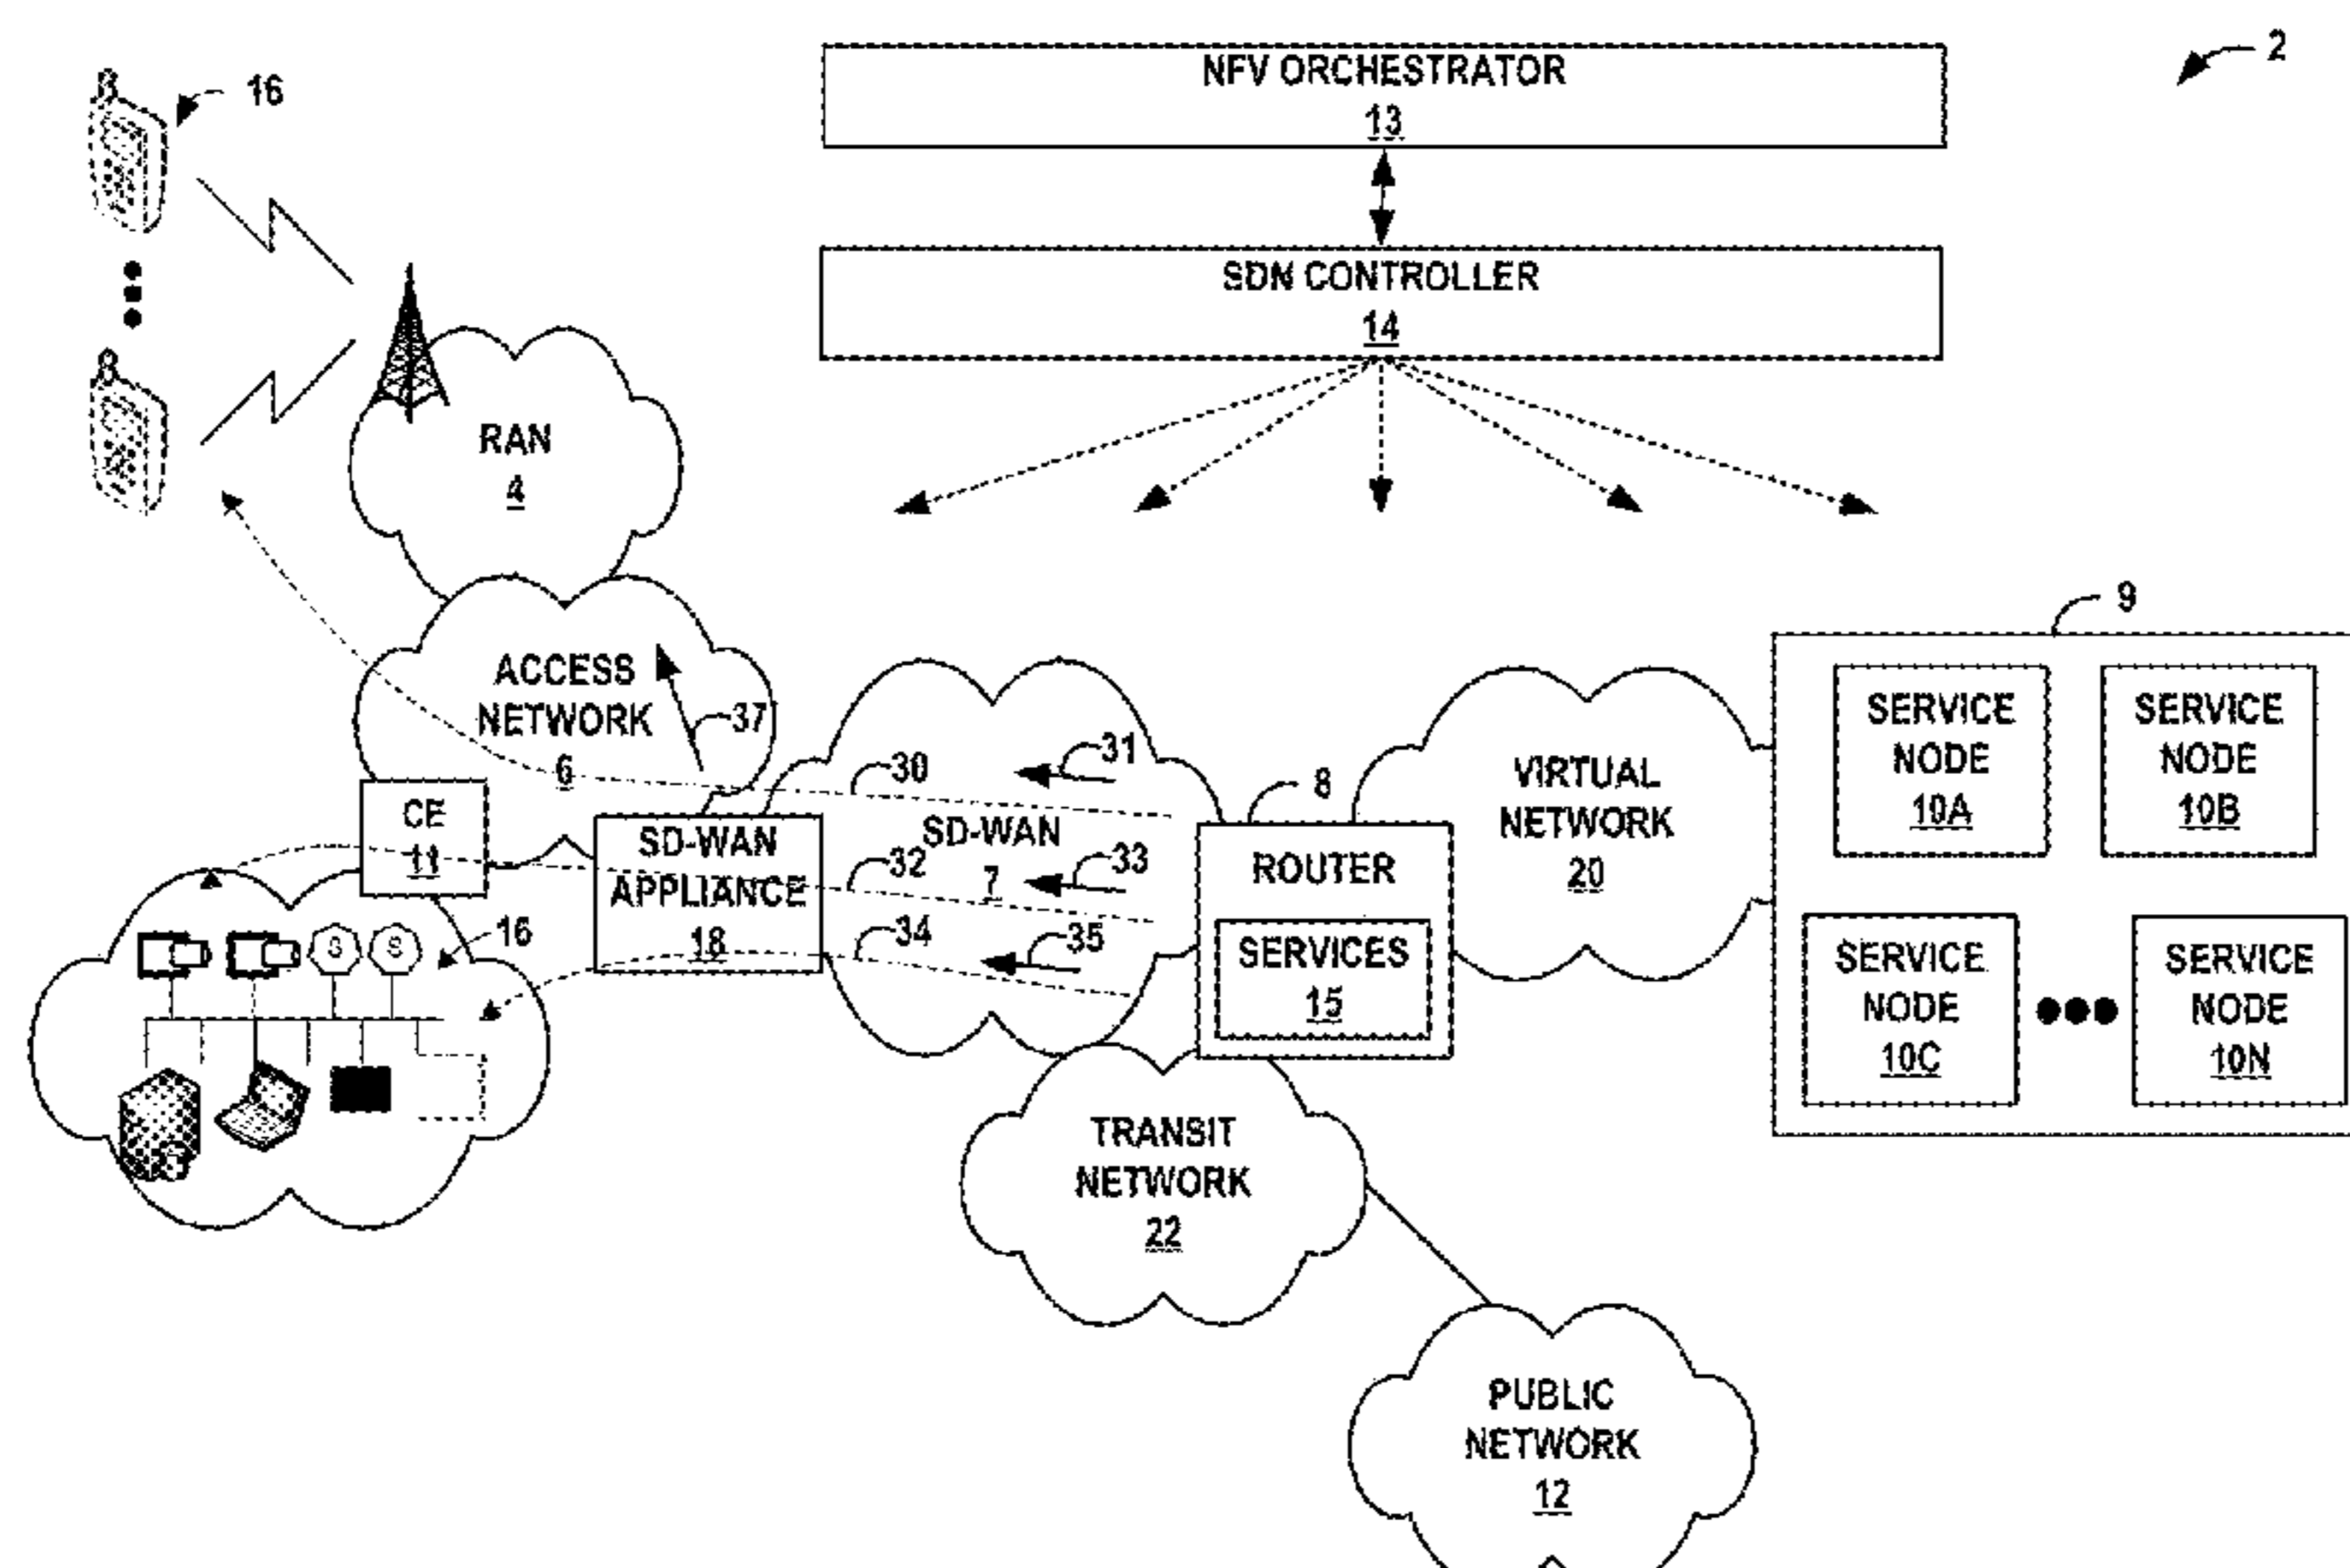 2
16
NFV ORCHESTRATOR
13
SDN CONTROLLER
14
RAN
4
9
ACCESS
NETWORK
6
37
30
31
SD-WAN
7
32
33
34
35
CE
11
SD-WAN
APPLIANCE
18
8
ROUTER
SERVICES
15
VIRTUAL
NETWORK
20
SERVICE
NODE
10A
SERVICE
NODE
10B
SERVICE
NODE
10C
SERVICE
NODE
10N
16
S
S
TRANSIT
NETWORK
22
PUBLIC
NETWORK
12